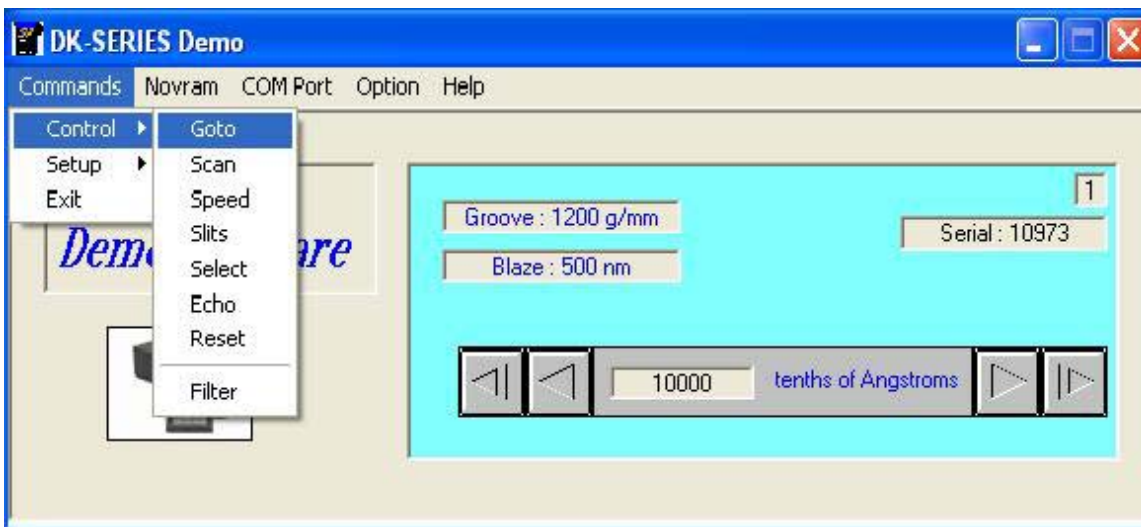 DK-SERIES Demo
Commands Novram COM Port Option Help
Control
Setup
Exit
Goto
Scan
Speed
Slits
Select
Echo
Reset
Filter
1
Groove : 1200 g/mm
Serial : 10973
Blaze : 500 nm
10000 tenths of Angstroms